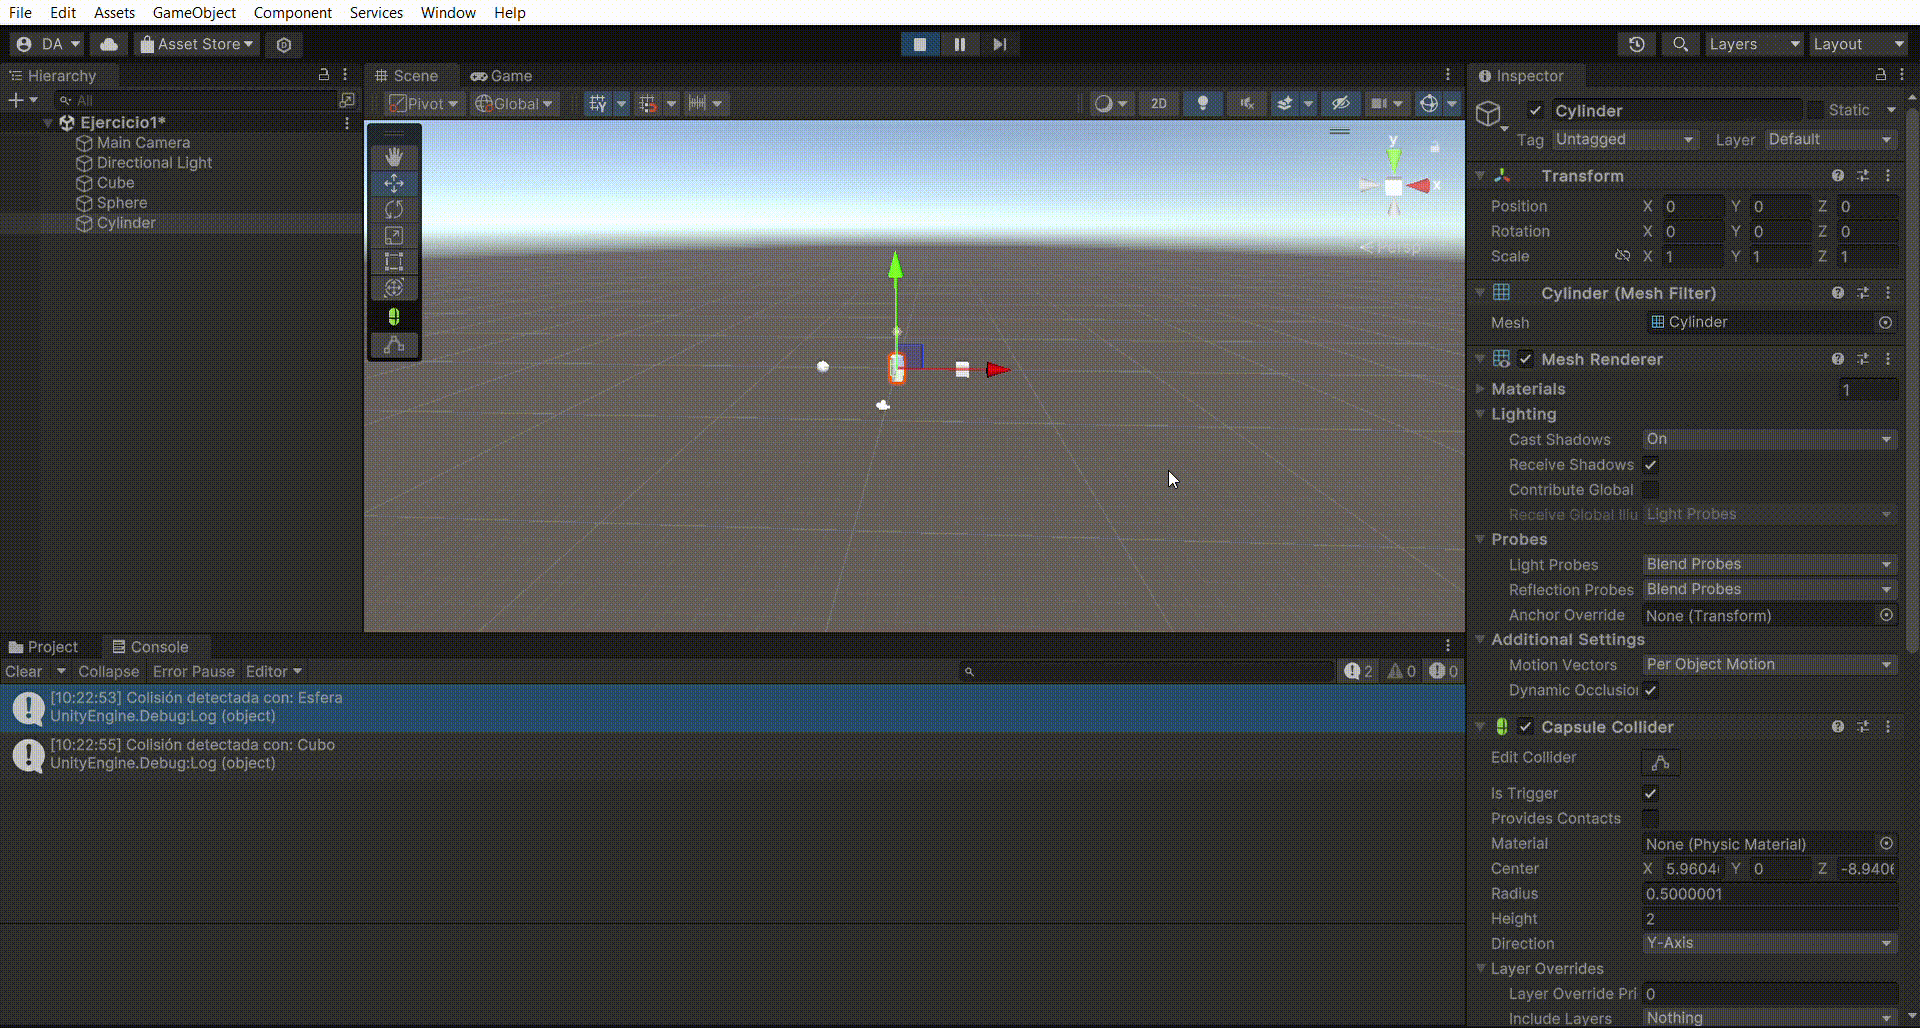 File Edit Assets GameObject Component Services Window Help
DA Asset Store Layers Layout
Hierarchy
All
Ejercicio1*
Main Camera
Directional Light
Cube
Sphere
Cylinder
Scene Game
Pivot Global 2D
y
x
Persp
Project Console
Clear Collapse Error Pause Editor 2 0 0
[10:22:53] Colisión detectada con: Esfera
UnityEngine.Debug:Log (object)
[10:22:55] Colisión detectada con: Cubo
UnityEngine.Debug:Log (object)
Inspector
Cylinder Static
Tag Untagged Layer Default
Transform
Position X 0 Y 0 Z 0
Rotation X 0 Y 0 Z 0
Scale X 1 Y 1 Z 1
Cylinder (Mesh Filter)
Mesh Cylinder
Mesh Renderer
Materials 1
Lighting
Cast Shadows On
Receive Shadows
Contribute Global
Receive Global Illu Light Probes
Probes
Light Probes Blend Probes
Reflection Probes Blend Probes
Anchor Override None (Transform)
Additional Settings
Motion Vectors Per Object Motion
Dynamic Occlusion
Capsule Collider
Edit Collider
Is Trigger
Provides Contacts
Material None (Physic Material)
Center X 5.9604 Y 0 Z -8.940
Radius 0.5000001
Height 2
Direction Y-Axis
Layer Overrides
Layer Override Pri 0
Include Layers Nothing